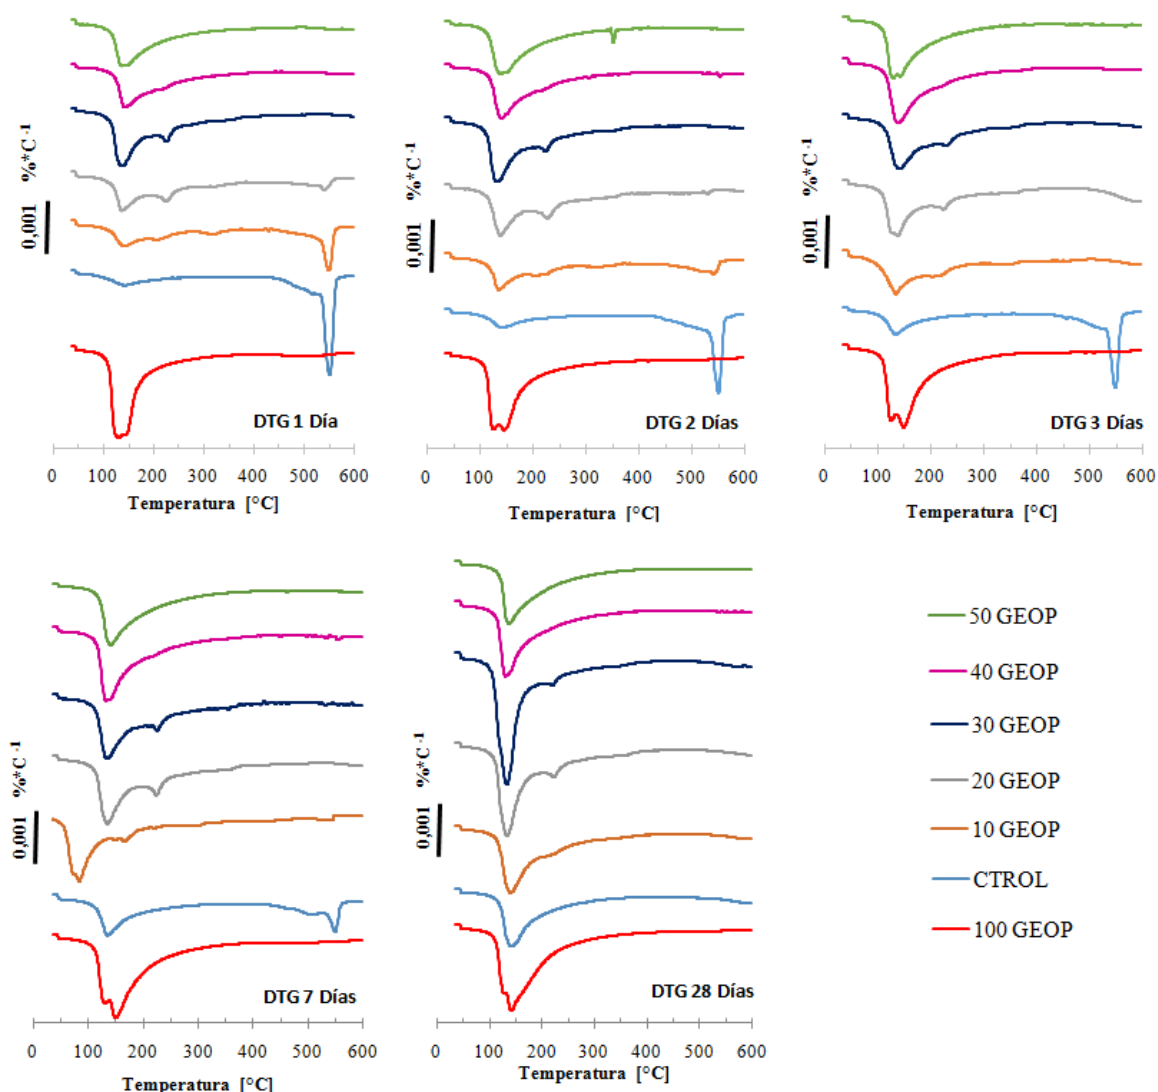 %*C⁻¹
0,001
DTG 1 Día
0 100 200 300 400 500 600
Temperatura [°C]
%*C⁻¹
0,001
DTG 2 Días
0 100 200 300 400 500 600
Temperatura [°C]
%*C⁻¹
0,001
DTG 3 Días
0 100 200 300 400 500 600
Temperatura [°C]
%*C⁻¹
0,001
DTG 7 Días
0 100 200 300 400 500 600
Temperatura [°C]
%*C⁻¹
0,001
DTG 28 Días
0 100 200 300 400 500 600
Temperatura [°C]
50 GEOP
40 GEOP
30 GEOP
20 GEOP
10 GEOP
CTROL
100 GEOP